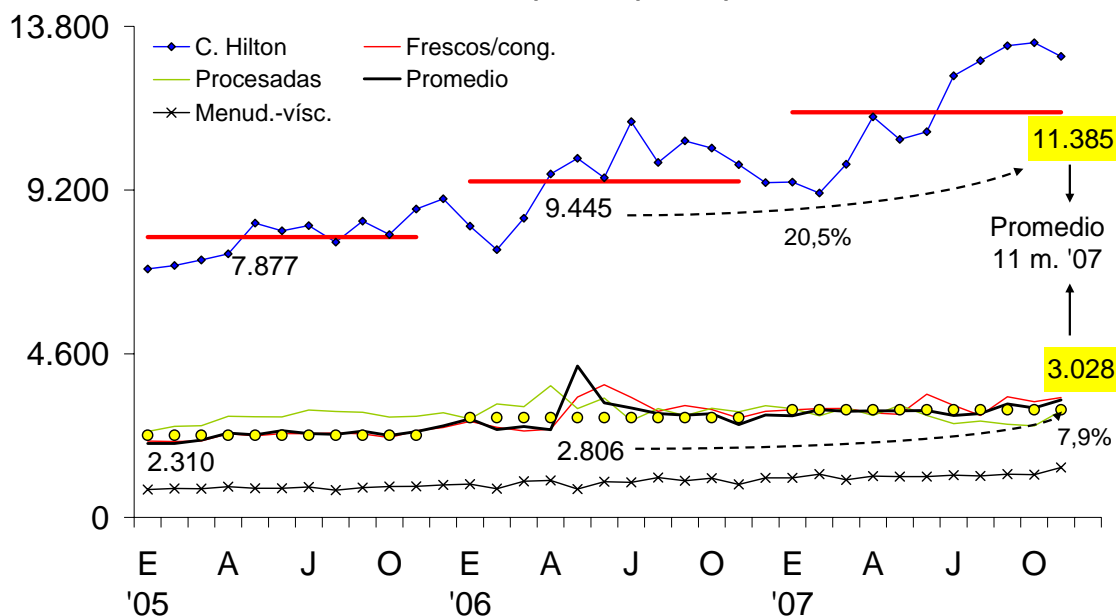 13.800
C. Hilton
Frescos/cong.
Procesadas
Promedio
Menud.-vísc.
11.385
9.200
9.445
20,5%
Promedio
11 m. '07
7.877
4.600
3.028
2.310
2.806
7,9%
0
E A J O E A J O E A J O
'05 '06 '07